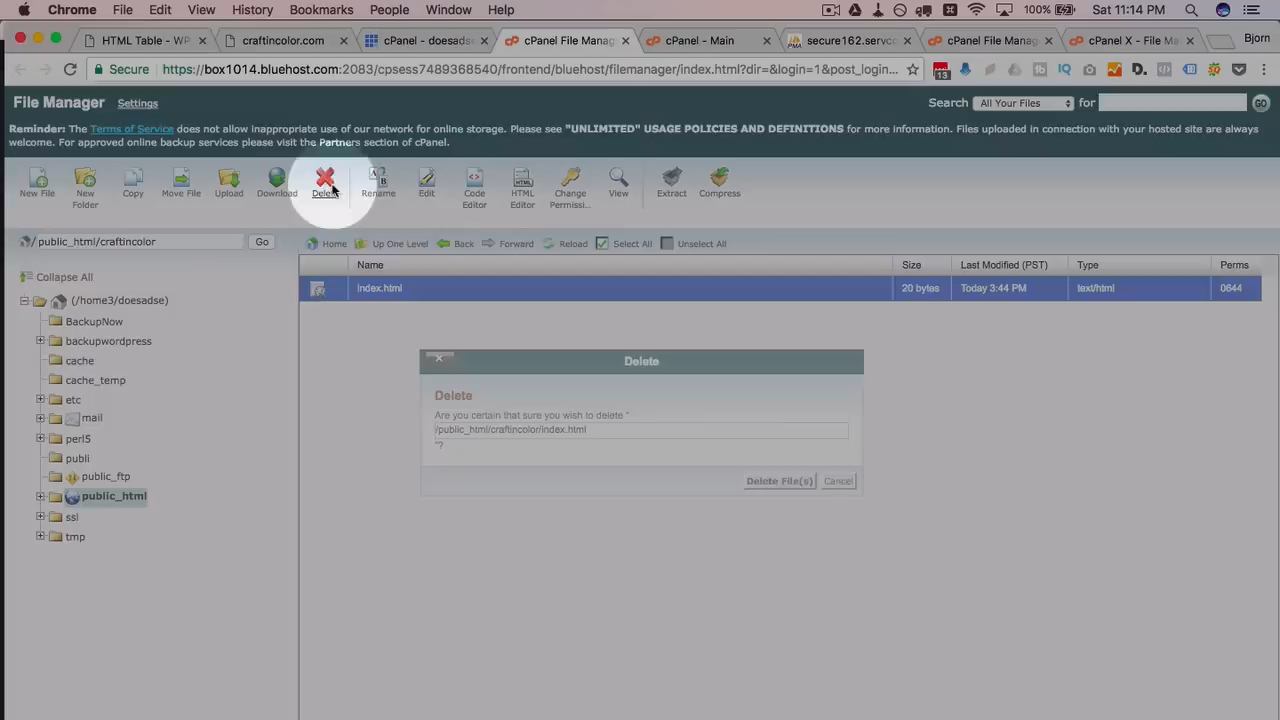 Chrome File Edit View History Bookmarks People Window Help 100% Sat 11:14 PM
HTML Table - WP craftincolor.com cPanel - doesadse cPanel File Manag cPanel - Main secure162.servcc cPanel File Manag cPanel X - File M Bjorn
Secure https://box1014.bluehost.com:2083/cpsess7489368540/frontend/bluehost/filemanager/index.html?dir=&login=1&post_login... 13
File Manager Settings Search All Your Files for GO
Reminder: The Terms of Service does not allow inappropriate use of our network for online storage. Please see "UNLIMITED" USAGE POLICIES AND DEFINITIONS for more information. Files uploaded in connection with your hosted site are always
welcome. For approved online backup services please visit the Partners section of cPanel.
New File New Folder Copy Move File Upload Download Delete Rename Edit Code Editor HTML Editor Change Permissi... View Extract Compress
/ public_html/craftincolor Go Home Up One Level Back Forward Reload Select All Unselect All
Name Size Last Modified (PST) Type Perms
Collapse All
index.html 20 bytes Today 3:44 PM text/html 0644
(/home3/doesadse)
BackupNow
backupwordpress
cache
cache_temp
etc
mail
perl5
publi
public_ftp
public_html
ssl
tmp
Delete
Delete
Are you certain that sure you wish to delete "
/public_html/craftincolor/index.html
"?
Delete File(s) Cancel